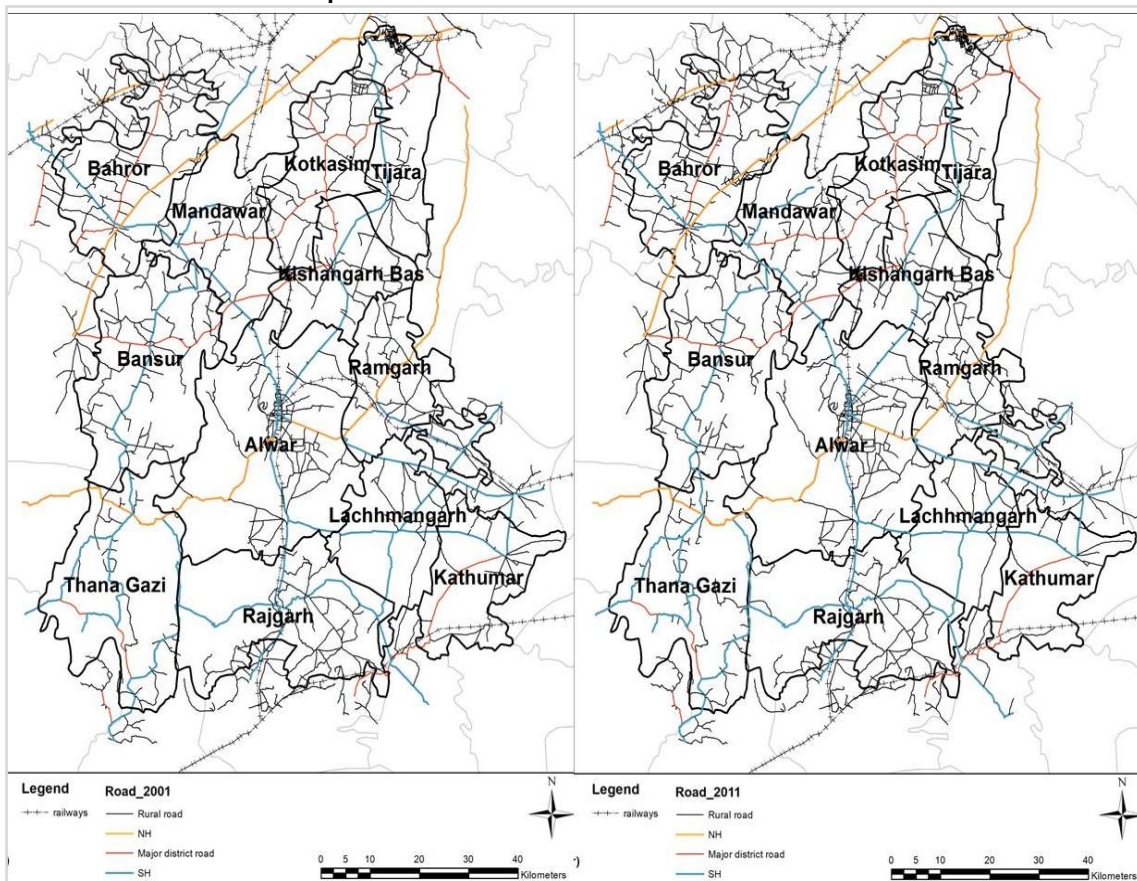 Bahror
Kotkasim
Tijara
Mandawar
Kishangarh Bas
Bansur
Ramgarh
Alwar
Lachhmangarh
Thana Gazi
Kathumar
Rajgarh
Legend
railways
Road_2001
Rural road
NH
Major district road
SH
N
0 5 10 20 30 40
Kilometers
Bahror
Kotkasim
Tijara
Mandawar
Kishangarh Bas
Bansur
Ramgarh
Alwar
Lachhmangarh
Thana Gazi
Kathumar
Rajgarh
Legend
railways
Road_2011
Rural road
NH
Major district road
SH
N
0 5 10 20 30 40
Kilometers